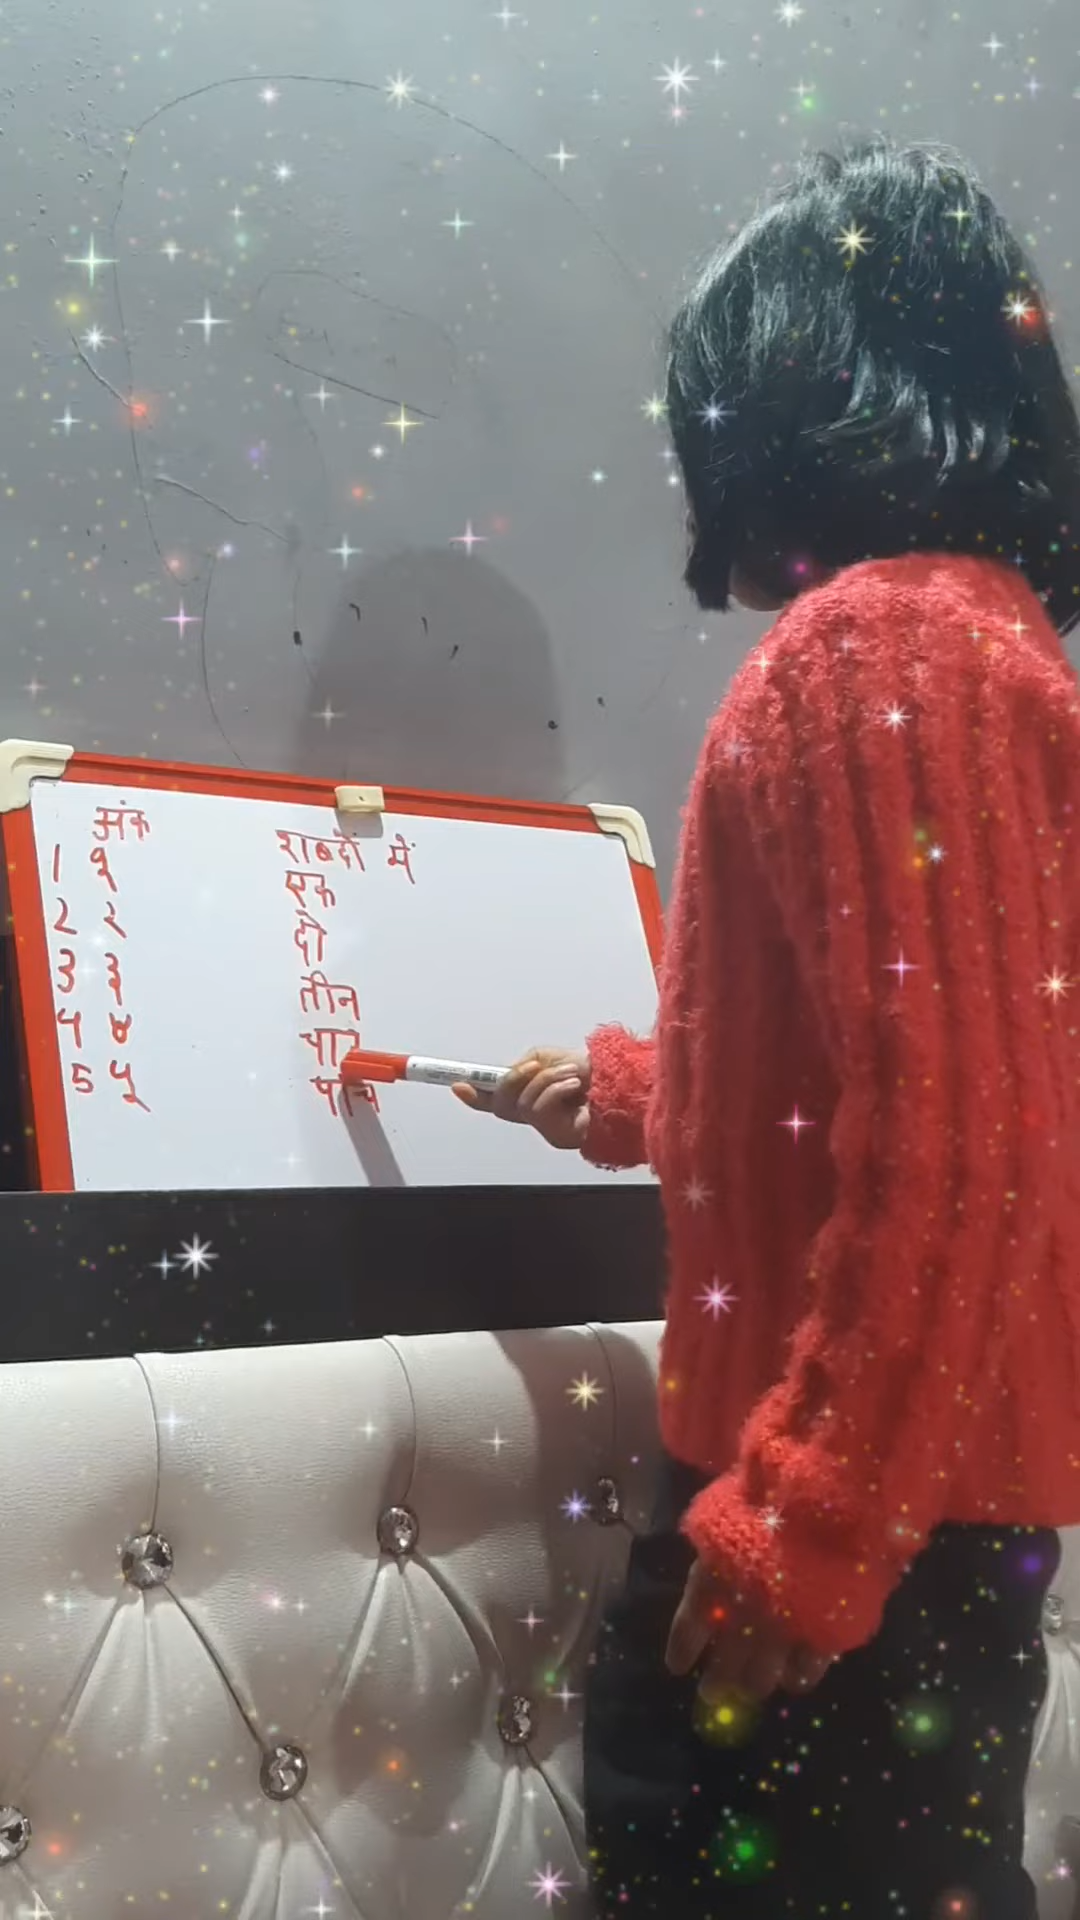 अंक शब्दों में
1 १ एक
2 २ दो
3 ३ तीन
4 ४ चार
5 ५ पांच